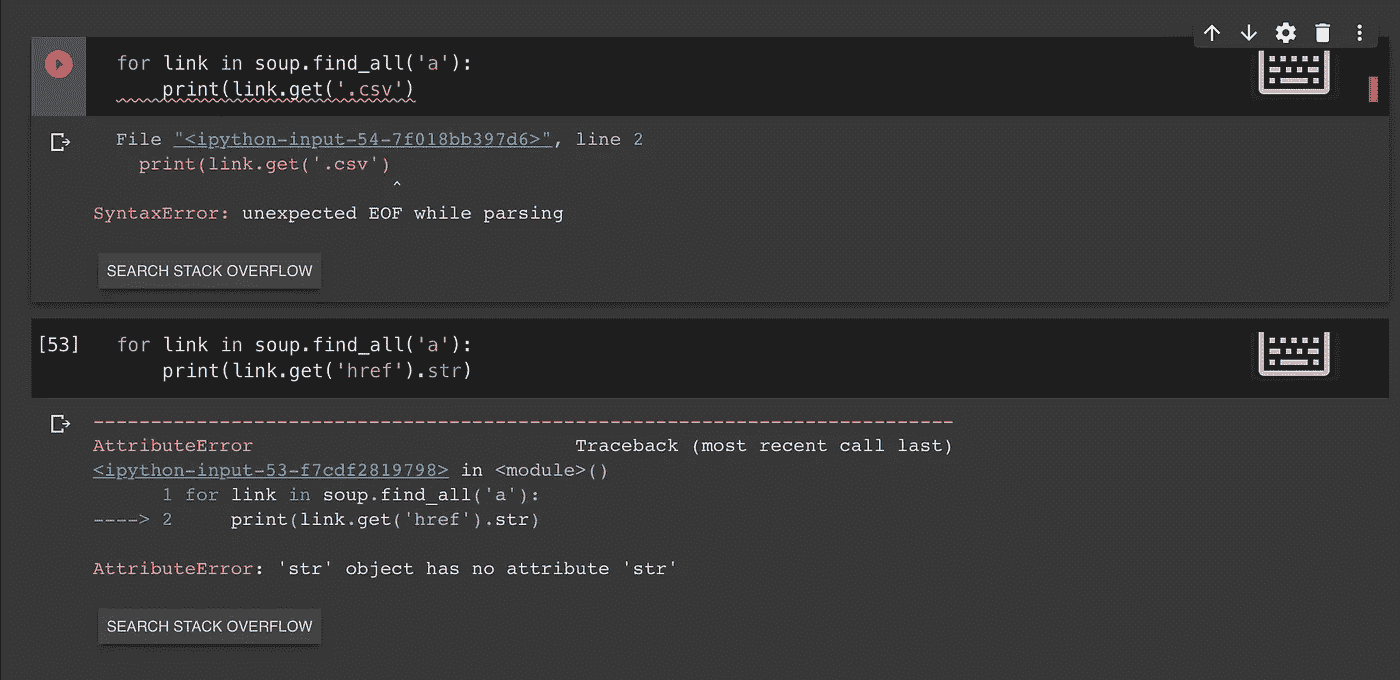 for link in soup.find_all('a'):
    print(link.get('.csv')
File "<ipython-input-54-7f018bb397d6>", line 2
    print(link.get('.csv')
^
SyntaxError: unexpected EOF while parsing
SEARCH STACK OVERFLOW
[53] for link in soup.find_all('a'):
    print(link.get('href').str)
---------------------------------------------------------------------------
AttributeError                            Traceback (most recent call last)
<ipython-input-53-f7cdf2819798> in <module>()
      1 for link in soup.find_all('a'):
----> 2     print(link.get('href').str)
AttributeError: 'str' object has no attribute 'str'
SEARCH STACK OVERFLOW